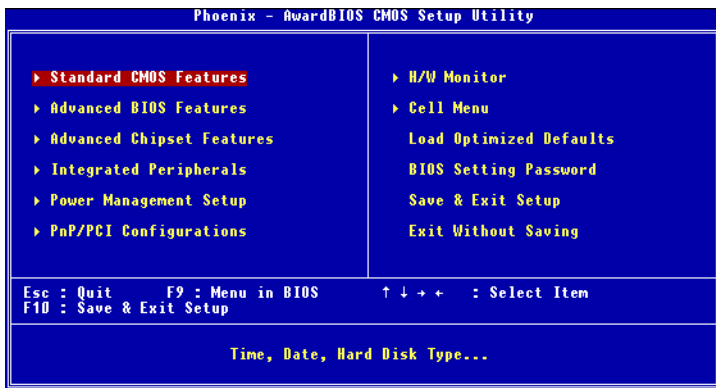 Phoenix - AwardBIOS CMOS Setup Utility
▸ Standard CMOS Features
▸ Advanced BIOS Features
▸ Advanced Chipset Features
▸ Integrated Peripherals
▸ Power Management Setup
▸ PnP/PCI Configurations
▸ H/W Monitor
▸ Cell Menu
Load Optimized Defaults
BIOS Setting Password
Save & Exit Setup
Exit Without Saving
Esc : Quit F9 : Menu in BIOS ↑ ↓ → ← : Select Item
F10 : Save & Exit Setup
Time, Date, Hard Disk Type...